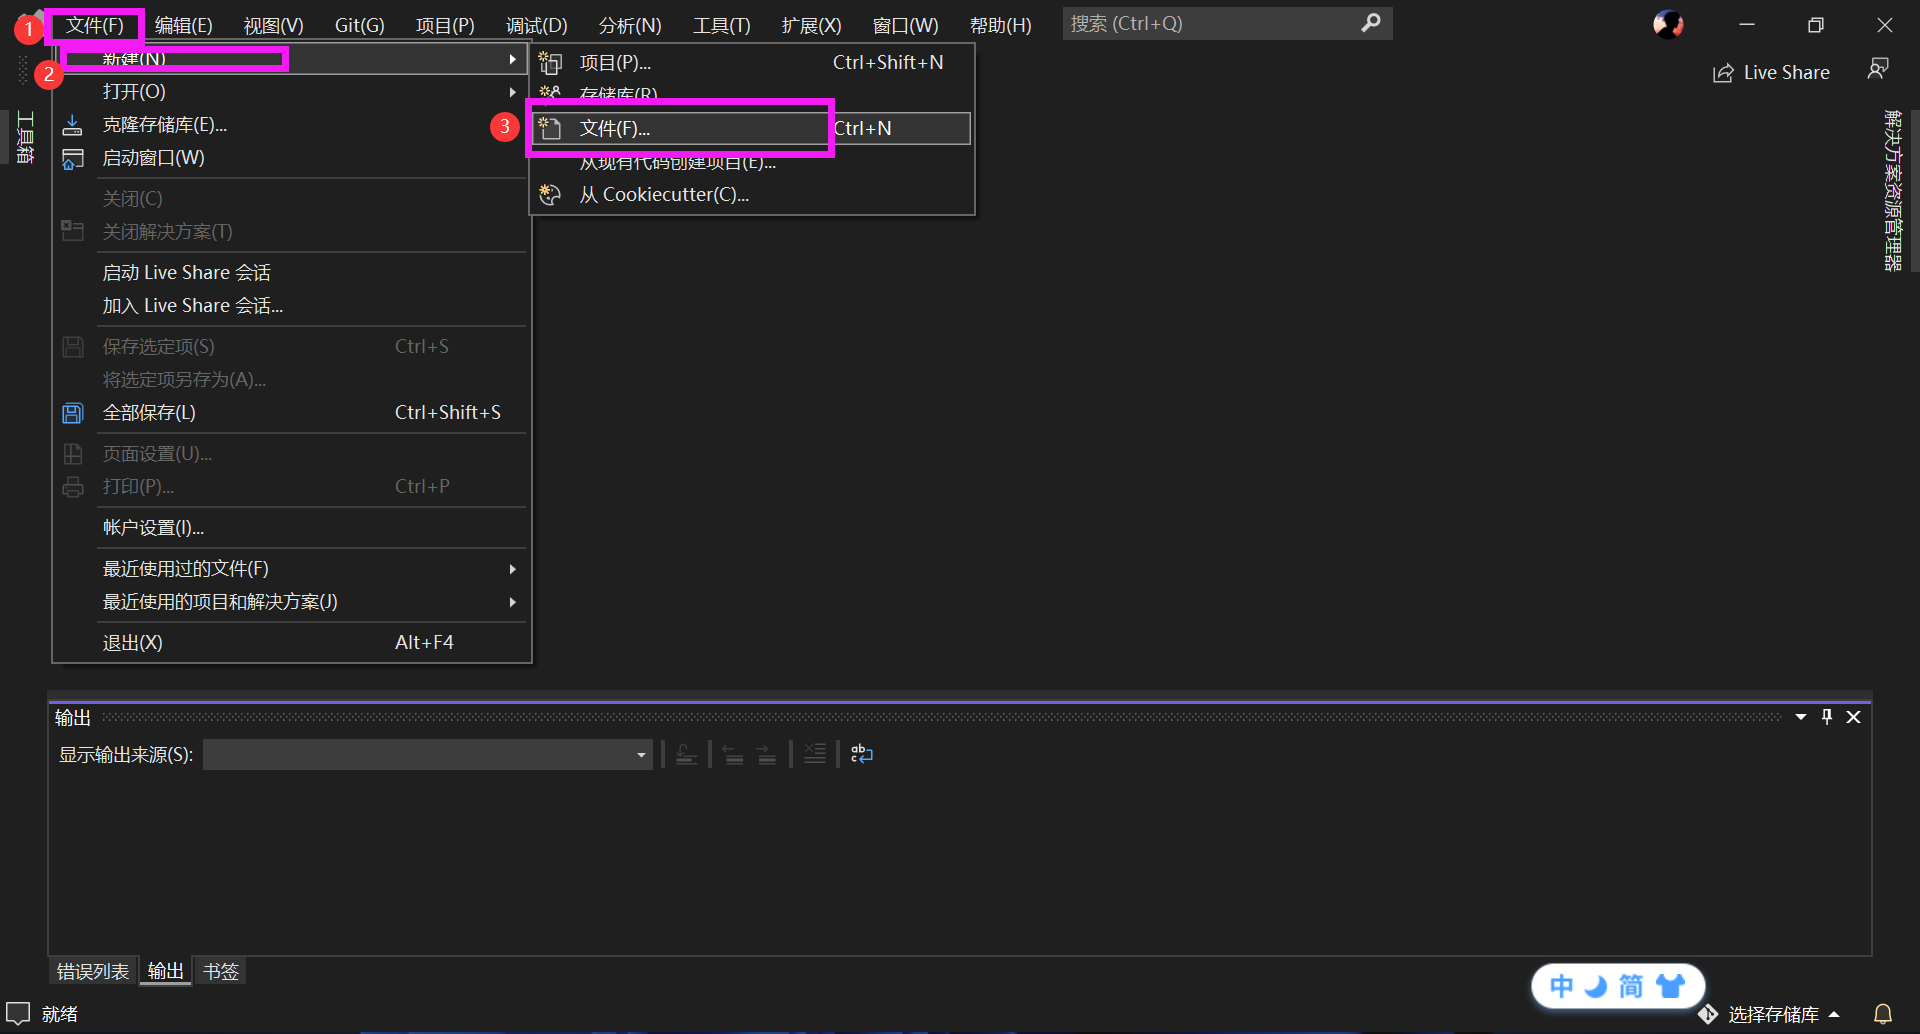 1 文件(F) 编辑(E) 视图(V) Git(G) 项目(P) 调试(D) 分析(N) 工具(T) 扩展(X) 窗口(W) 帮助(H) 搜索 (Ctrl+Q)
2 新建(N)
Live Share
打开(O)
克隆存储库(E)...
启动窗口(W)
关闭(C)
关闭解决方案(T)
启动 Live Share 会话
加入 Live Share 会话...
保存选定项(S) Ctrl+S
将选定项另存为(A)...
全部保存(L) Ctrl+Shift+S
页面设置(U)...
打印(P)... Ctrl+P
帐户设置(I)...
最近使用过的文件(F)
最近使用的项目和解决方案(J)
退出(X) Alt+F4
项目(P)... Ctrl+Shift+N
存储库(R)
3 文件(F)... Ctrl+N
从现有代码创建项目(E)...
从 Cookiecutter(C)...
工具箱
解决方案资源管理器
输出
显示输出来源(S):
错误列表 输出 书签
中 简
就绪
选择存储库